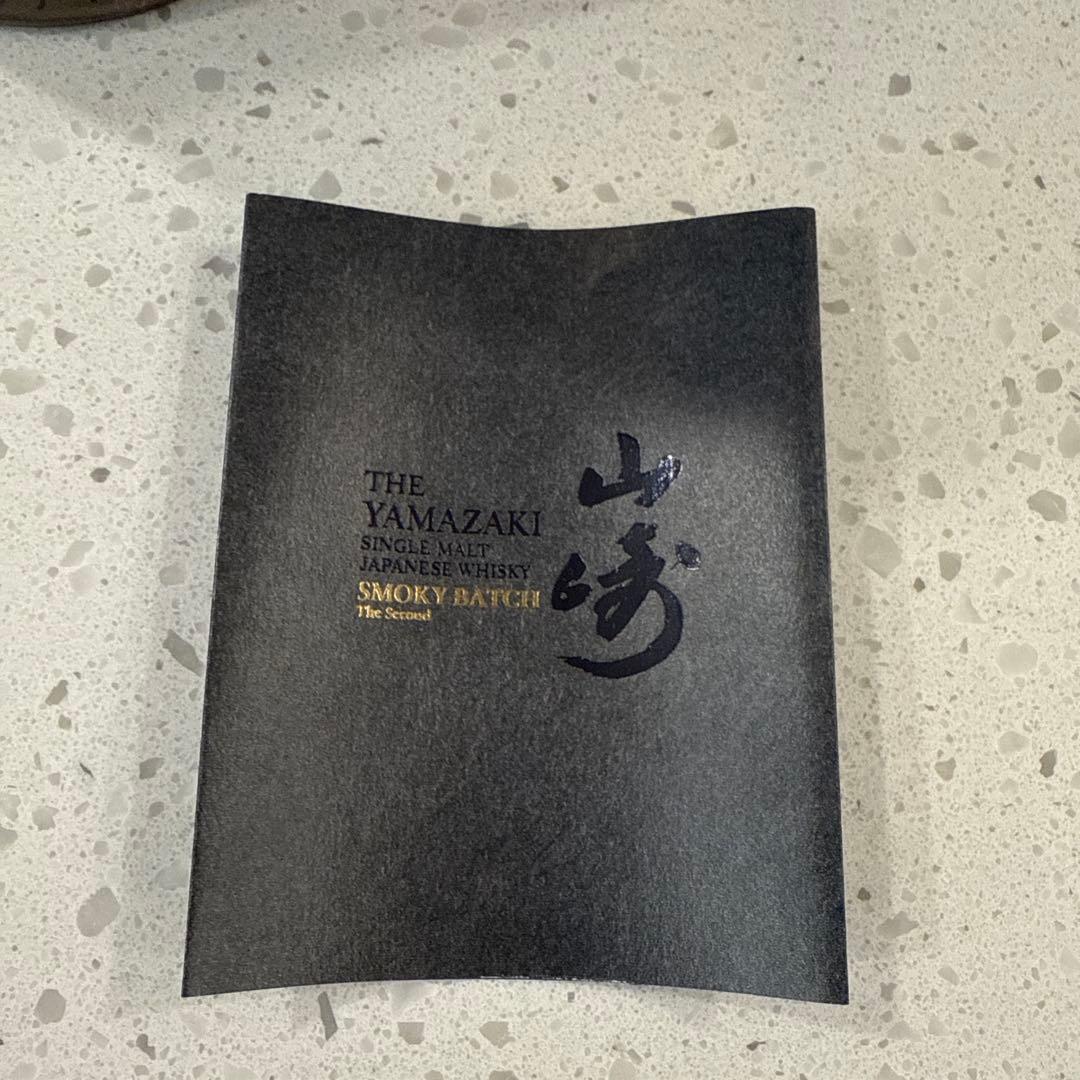 THE
YAMAZAKI
SINGLE MALT
JAPANESE WHISKY
SMOKY BATCH
The Second
山崎